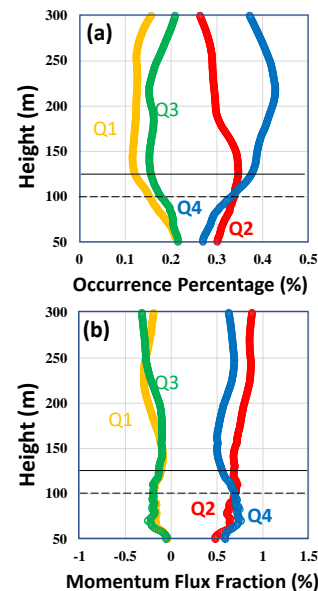 (a)
Height (m)
300
250
200
150
100
50
Q1
Q3
Q4
Q2
0 0.1 0.2 0.3 0.4 0.5
Occurrence Percentage (%)
(b)
Height (m)
300
250
200
150
100
50
Q3
Q1
Q2
Q4
-1 -0.5 0 0.5 1 1.5
Momentum Flux Fraction (%)